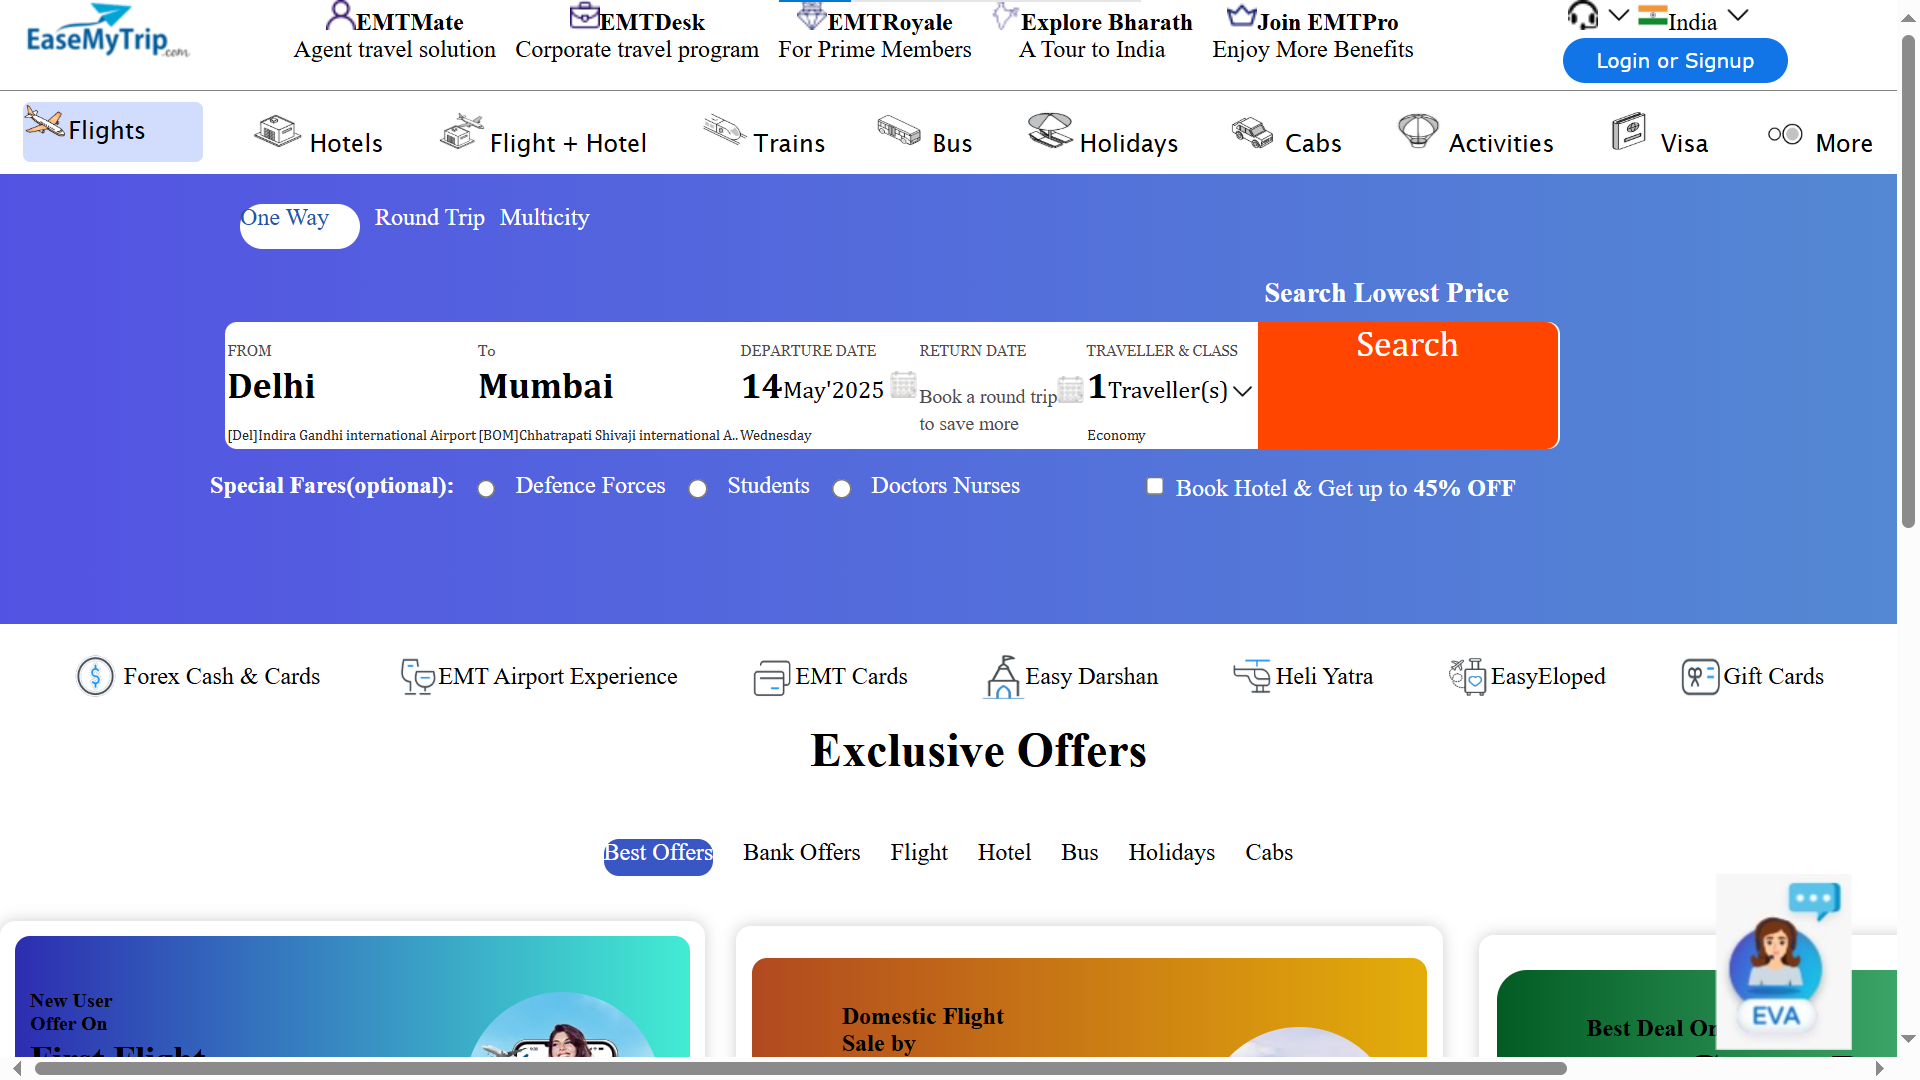 EaseMyTrip.com
EMTMate
Agent travel solution
EMTDesk
Corporate travel program
EMTRoyale
For Prime Members
Explore Bharath
A Tour to India
Join EMTPro
Enjoy More Benefits
India
Login or Signup
Flights
Hotels
Flight + Hotel
Trains
Bus
Holidays
Cabs
Activities
Visa
More
One Way
Round Trip
Multicity
Search Lowest Price
FROM
Delhi
[Del]Indira Gandhi international Airport
To
Mumbai
[BOM]Chhatrapati Shivaji international A..
DEPARTURE DATE
14May'2025
Wednesday
RETURN DATE
Book a round trip
to save more
TRAVELLER & CLASS
1Traveller(s)
Economy
Search
Special Fares(optional):
Defence Forces
Students
Doctors Nurses
Book Hotel & Get up to 45% OFF
Forex Cash & Cards
EMT Airport Experience
EMT Cards
Easy Darshan
Heli Yatra
EasyEloped
Gift Cards
Exclusive Offers
Best Offers
Bank Offers
Flight
Hotel
Bus
Holidays
Cabs
New User
Offer On
First Flight
Domestic Flight
Sale by
Best Deal On
EVA